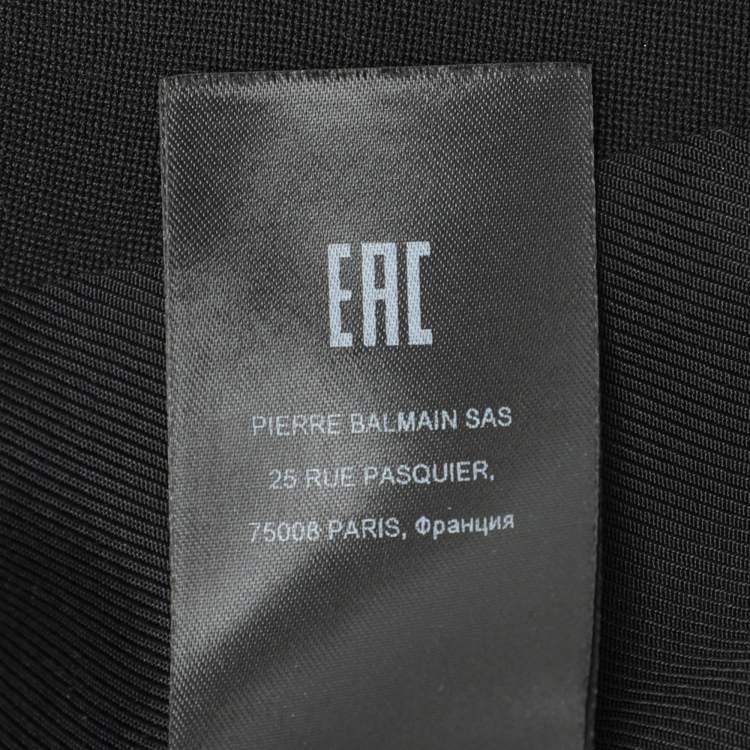 EAC
PIERRE BALMAIN SAS
25 RUE PASQUIER,
75008 PARIS, Франция